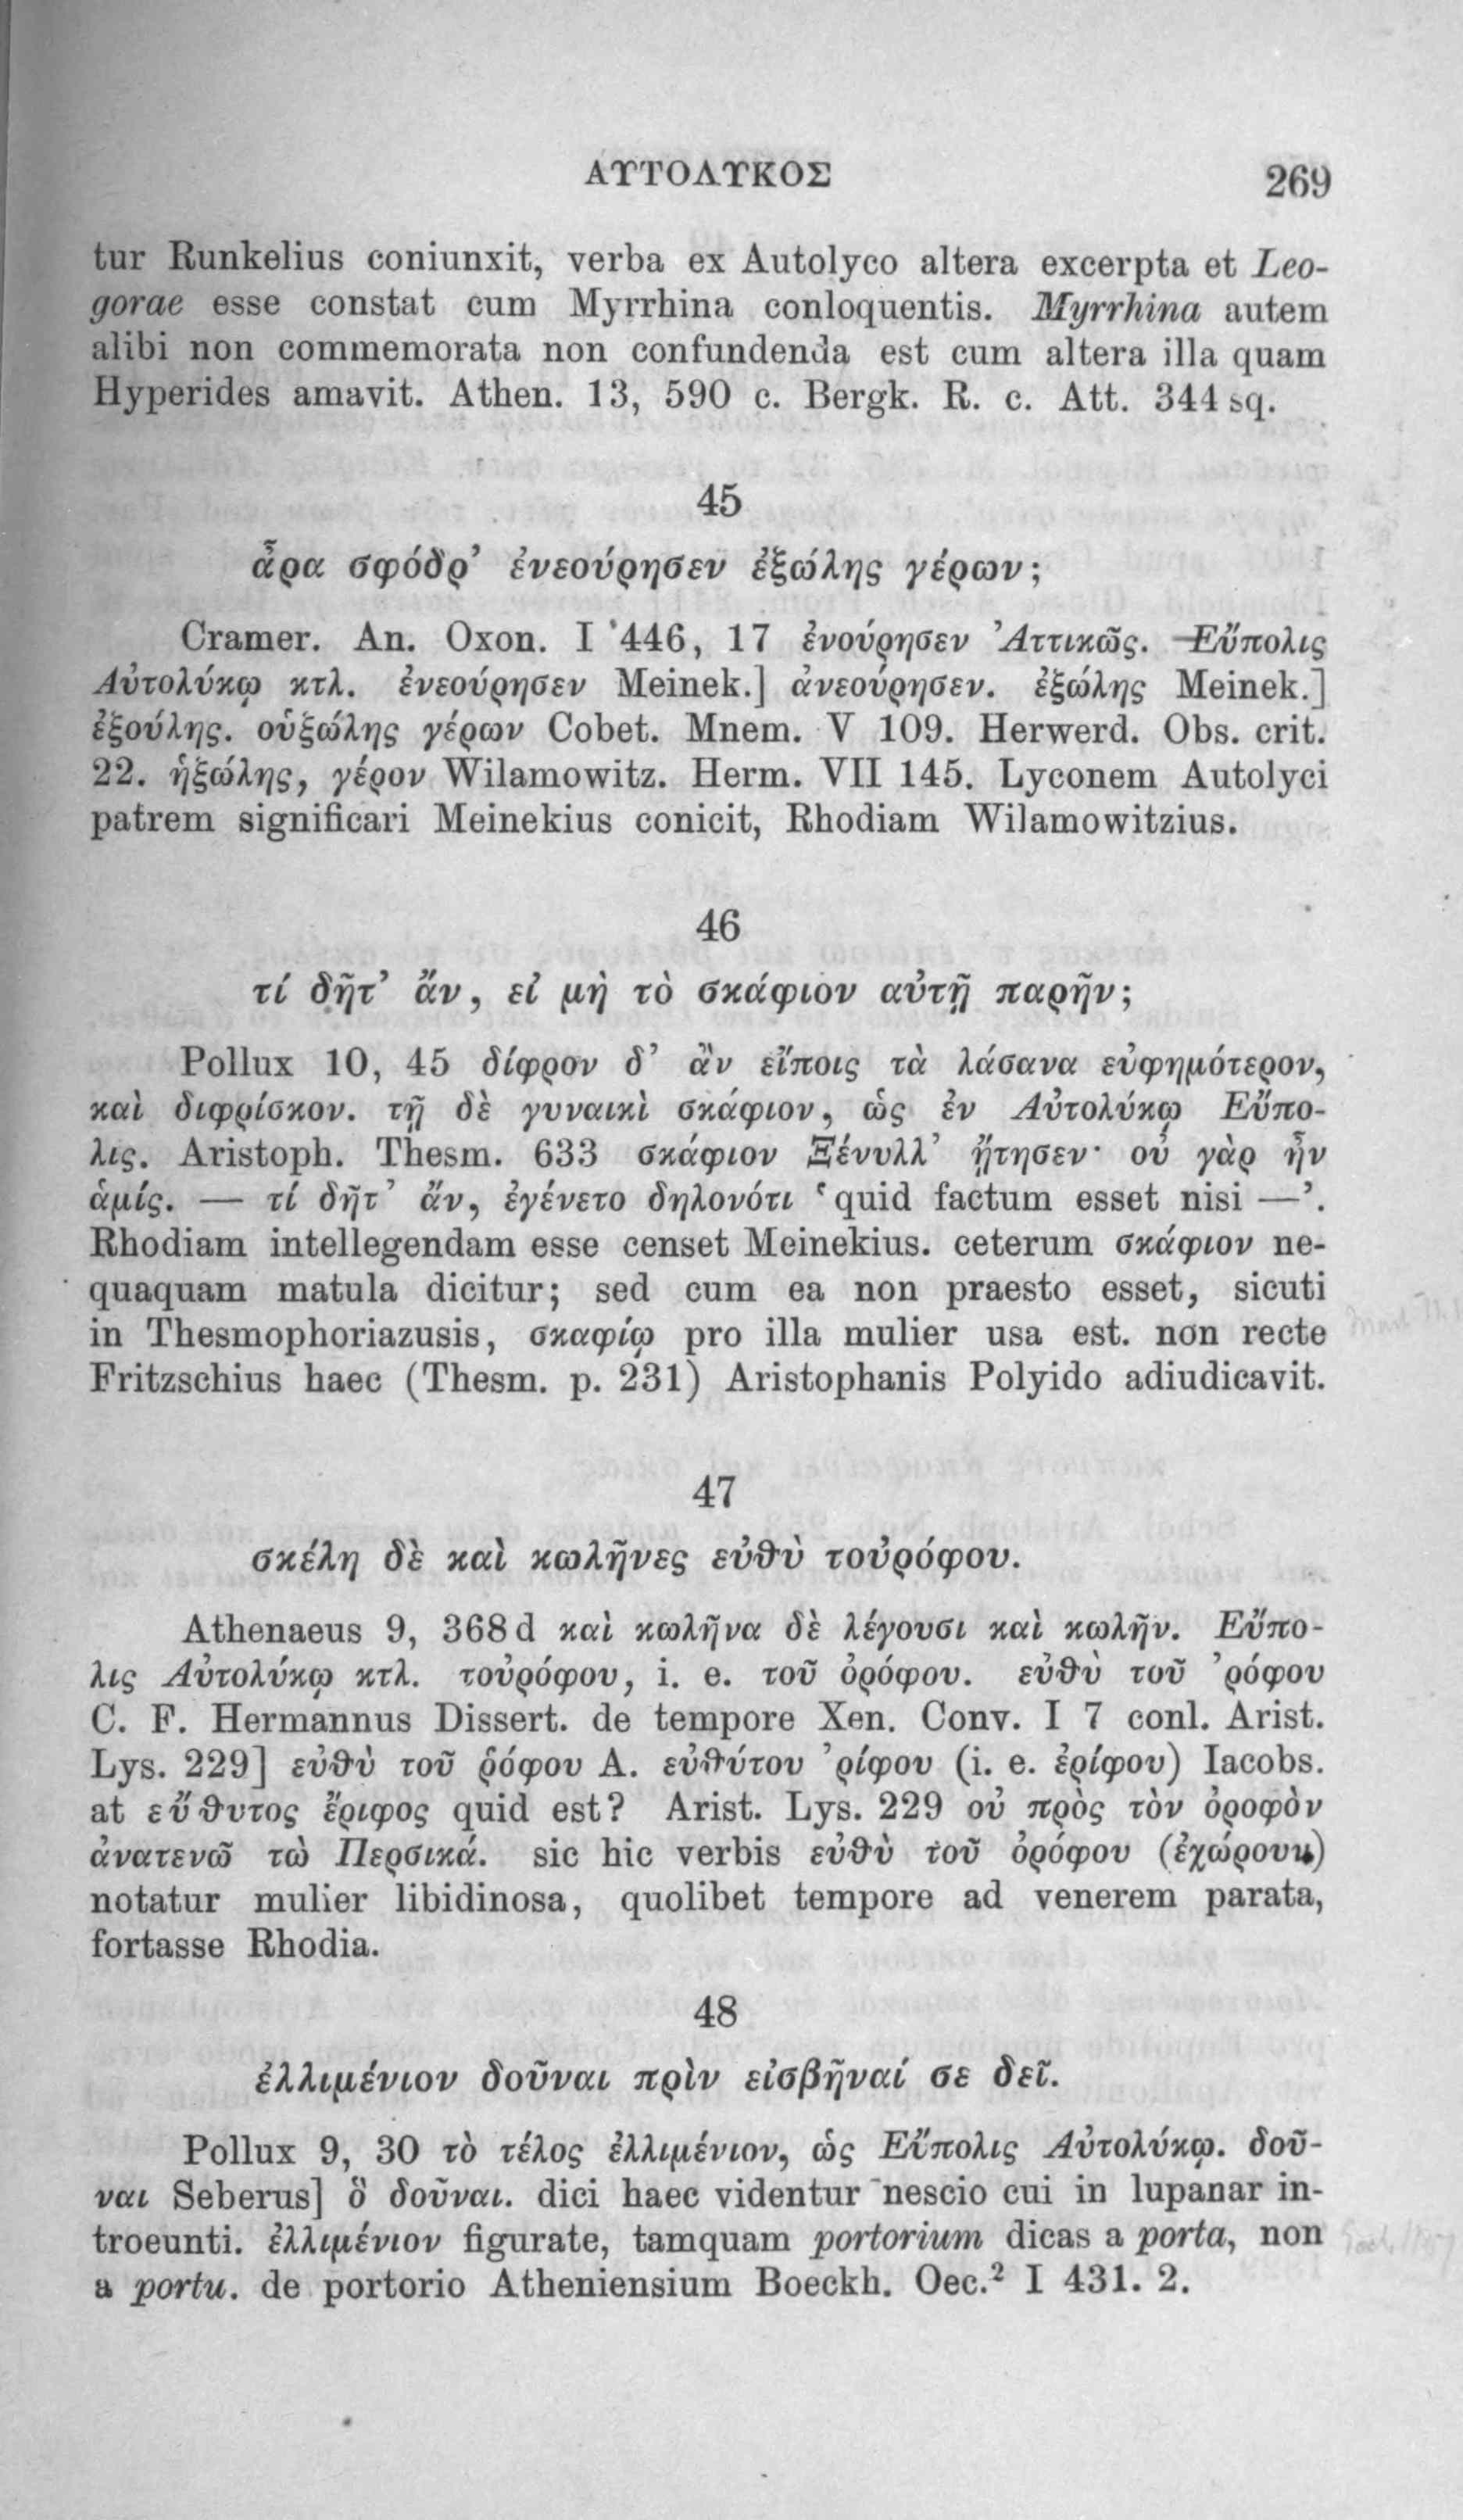 ΑΥΤΟΛΥΚΟΣ 269
tur Runkelius coniunxit, verba ex Autolyco altera excerpta et Leo-
gorae esse constat cum Myrrhina conloquentis. Myrrhina autem
alibi non commemorata non confundenda est cum altera illa quam
Hyperides amavit. Athen. 13, 590 c. Bergk. R. c. Att. 344 sq.
45
ἆρα σφόδρ’ ἐνεούρησεν ἐξώλης γέρων;
Cramer. An. Oxon. I 446, 17 ἐνούρησεν Ἀττικῶς. Εὔπολις
Αὐτολύκῳ κτλ. ἐνεούρησεν Meinek.] ἀνεούρησεν. ἐξώλης Meinek.]
ἐξούλης. οὑξώλης γέρων Cobet. Mnem. V 109. Herwerd. Obs. crit.
22. ἡξώλης, γέρον Wilamowitz. Herm. VII 145. Lyconem Autolyci
patrem significari Meinekius conicit, Rhodiam Wilamowitzius.
46
τί δῆτ’ ἄν, εἰ μὴ τὸ σκάφιον αὐτῇ παρῆν;
Pollux 10, 45 δίφρον δ’ ἂν εἴποις τὰ λάσανα εὐφημότερον,
καὶ διφρίσκον. τῇ δὲ γυναικὶ σκάφιον, ὡς ἐν Αὐτολύκῳ Εὔπο-
λις. Aristoph. Thesm. 633 σκάφιον Ξένυλλ’ ᾔτησεν· οὐ γὰρ ἦν
ἁμίς. — τί δῆτ’ ἄν, ἐγένετο δηλονότι ‘quid factum esset nisi —’.
Rhodiam intellegendam esse censet Meinekius. ceterum σκάφιον ne-
quaquam matula dicitur; sed cum ea non praesto esset, sicuti
in Thesmophoriazusis, σκαφίῳ pro illa mulier usa est. non recte
Fritzschius haec (Thesm. p. 231) Aristophanis Polyido adiudicavit.
47
σκέλη δὲ καὶ κωλῆνες εὐθὺ τοὐρόφου.
Athenaeus 9, 368 d καὶ κωλῆνα δὲ λέγουσι καὶ κωλῆν. Εὔπο-
λις Αὐτολύκῳ κτλ. τοὐρόφου, i. e. τοῦ ὀρόφου. εὐθὺ τοῦ ’ρόφου
C. F. Hermannus Dissert. de tempore Xen. Conv. I 7 conl. Arist.
Lys. 229] εὐθὺ τοῦ ῥόφου A. εὐθύτου ’ρίφου (i. e. ἐρίφου) Iacobs.
at εὔθυτος ἔριφος quid est? Arist. Lys. 229 οὐ πρὸς τὸν ὀροφὸν
ἀνατενῶ τὼ Περσικά. sic hic verbis εὐθὺ τοῦ ὀρόφου (ἐχώρουν)
notatur mulier libidinosa, quolibet tempore ad venerem parata,
fortasse Rhodia.
48
ἐλλιμένιον δοῦναι πρὶν εἰσβῆναί σε δεῖ.
Pollux 9, 30 τὸ τέλος ἐλλιμένιον, ὡς Εὔπολις Αὐτολύκῳ. δοῦ-
ναι Seberus] ὃ δοῦναι. dici haec videntur nescio cui in lupanar in-
troeunti. ἐλλιμένιον figurate, tamquam portorium dicas a porta, non
a portu. de portorio Atheniensium Boeckh. Oec.² I 431. 2.